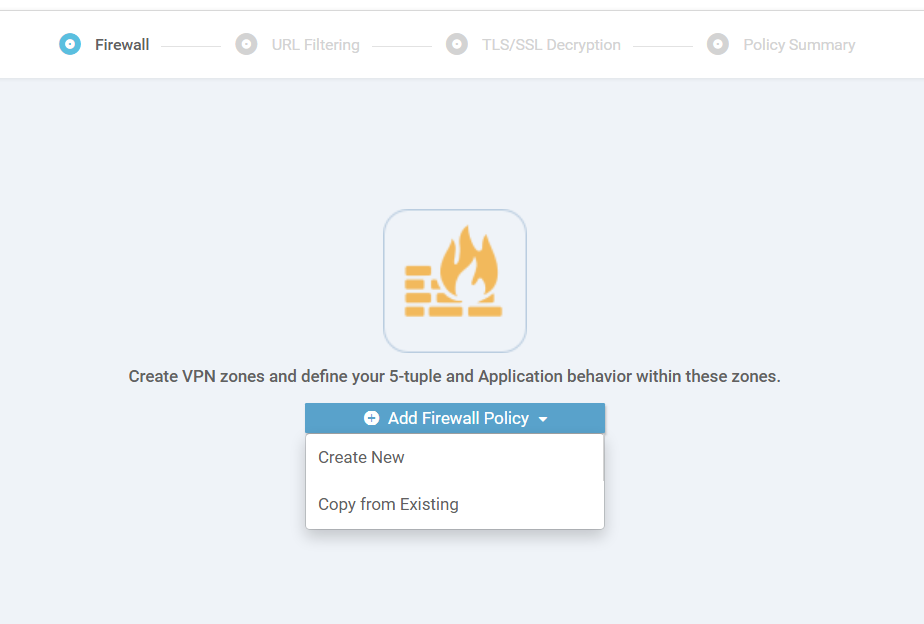 Firewall
URL Filtering
TLS/SSL Decryption
Policy Summary
Create VPN zones and define your 5-tuple and Application behavior within these zones.
Add Firewall Policy
Create New
Copy from Existing